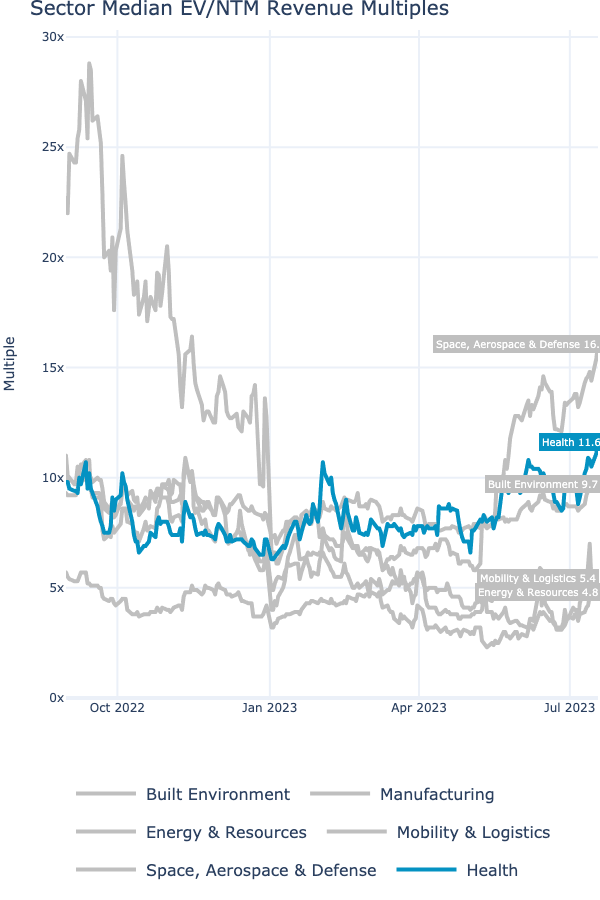 Sector Median EV/NTM Revenue Multiples
30x
25x
20x
15x
10x
5x
0x
Multiple
Space, Aerospace & Defense 16.
Health 11.6
Built Environment 9.7
Mobility & Logistics 5.4
Energy & Resources 4.8
Oct 2022
Jan 2023
Apr 2023
Jul 2023
Built Environment
Manufacturing
Energy & Resources
Mobility & Logistics
Space, Aerospace & Defense
Health